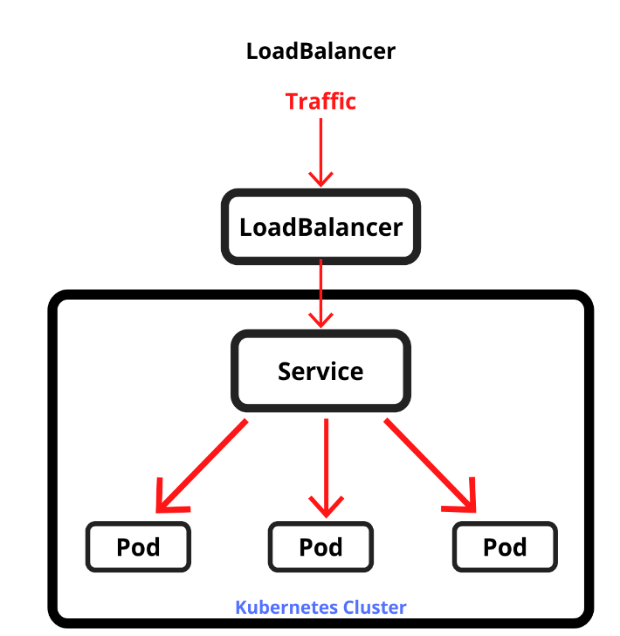 LoadBalancer
Traffic
LoadBalancer
Service
Pod Pod Pod
Kubernetes Cluster